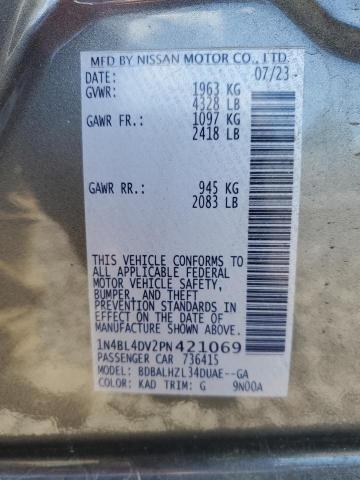 MFD BY NISSAN MOTOR CO., LTD.
DATE: 07/23
GVWR: 1963 KG
4328 LB
GAWR FR.: 1097 KG
2418 LB
GAWR RR.: 945 KG
2083 LB
THIS VEHICLE CONFORMS TO
ALL APPLICABLE FEDERAL
MOTOR VEHICLE SAFETY,
BUMPER, AND THEFT
PREVENTION STANDARDS IN
EFFECT ON THE DATE OF
MANUFACTURE SHOWN ABOVE.
1N4BL4DV2PN421069
PASSENGER CAR 736415
MODEL: BDBALHZL34DUAE--GA
COLOR: KAD TRIM: G 9N00A